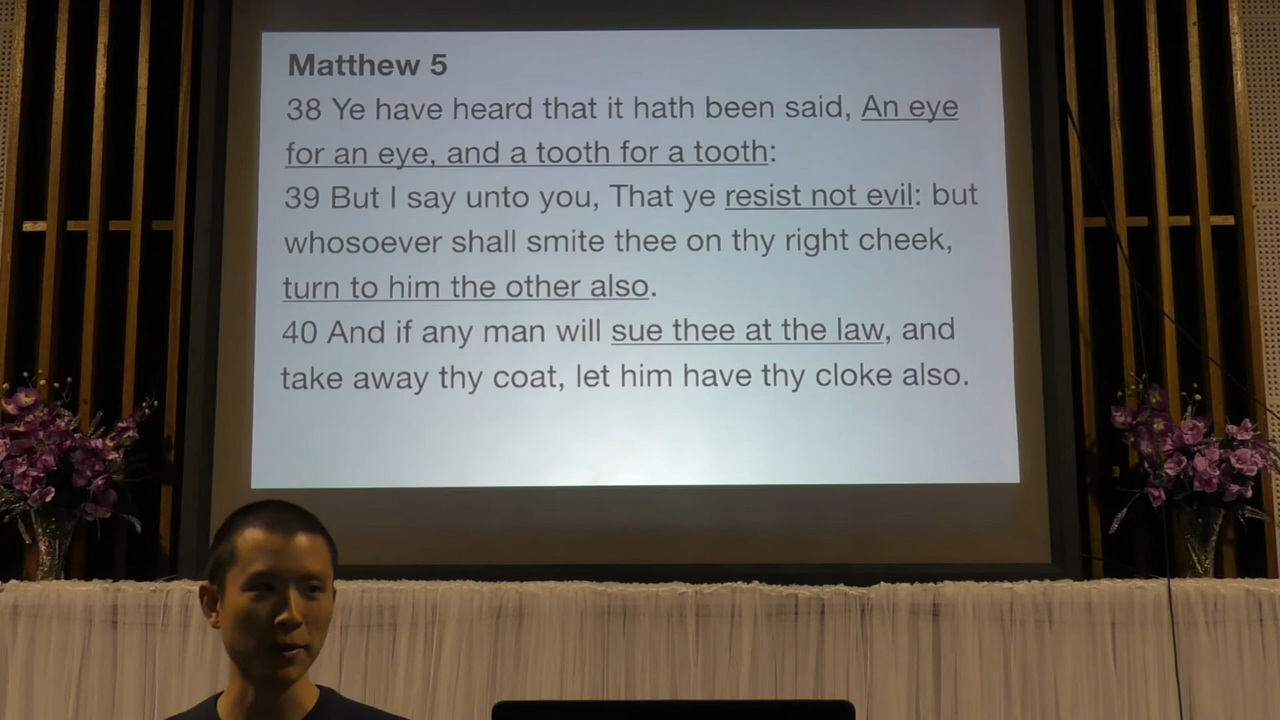 Matthew 5
38 Ye have heard that it hath been said, An eye
for an eye, and a tooth for a tooth:
39 But I say unto you, That ye resist not evil: but
whosoever shall smite thee on thy right cheek,
turn to him the other also.
40 And if any man will sue thee at the law, and
take away thy coat, let him have thy cloke also.